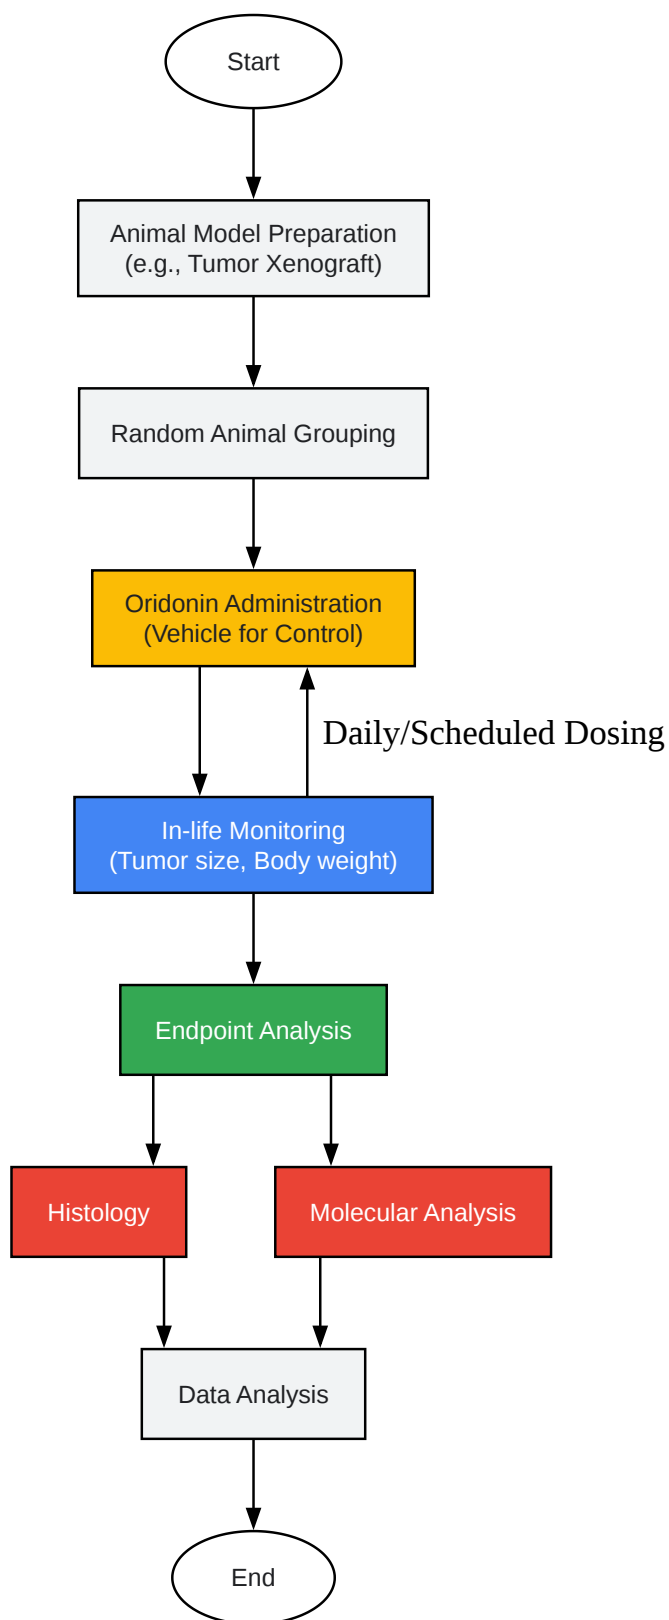 Start
Animal Model Preparation
(e.g., Tumor Xenograft)
Random Animal Grouping
Oridonin Administration
(Vehicle for Control)
Daily/Scheduled Dosing
In-life Monitoring
(Tumor size, Body weight)
Endpoint Analysis
Histology
Molecular Analysis
Data Analysis
End